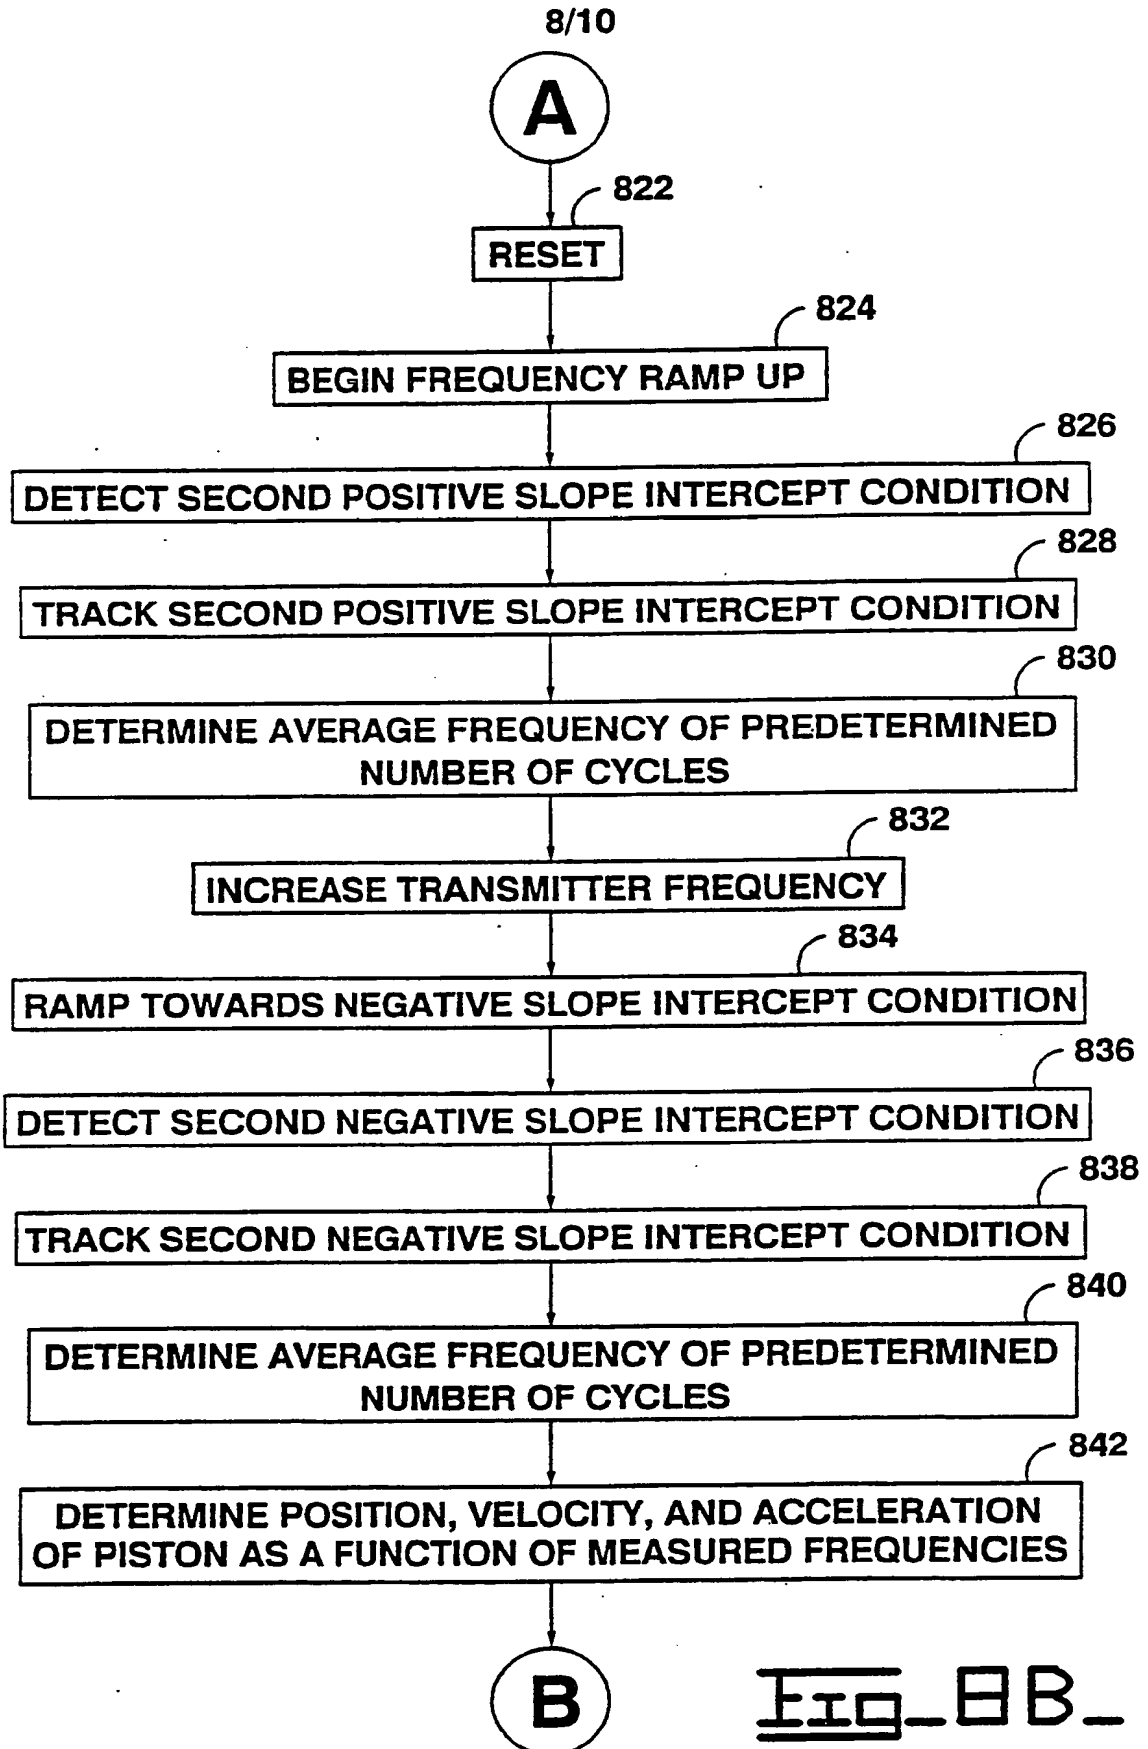 8/10
A
822
RESET
824
BEGIN FREQUENCY RAMP UP
826
DETECT SECOND POSITIVE SLOPE INTERCEPT CONDITION
828
TRACK SECOND POSITIVE SLOPE INTERCEPT CONDITION
830
DETERMINE AVERAGE FREQUENCY OF PREDETERMINED
NUMBER OF CYCLES
832
INCREASE TRANSMITTER FREQUENCY
834
RAMP TOWARDS NEGATIVE SLOPE INTERCEPT CONDITION
836
DETECT SECOND NEGATIVE SLOPE INTERCEPT CONDITION
838
TRACK SECOND NEGATIVE SLOPE INTERCEPT CONDITION
840
DETERMINE AVERAGE FREQUENCY OF PREDETERMINED
NUMBER OF CYCLES
842
DETERMINE POSITION, VELOCITY, AND ACCELERATION
OF PISTON AS A FUNCTION OF MEASURED FREQUENCIES
B
Fig_8B_